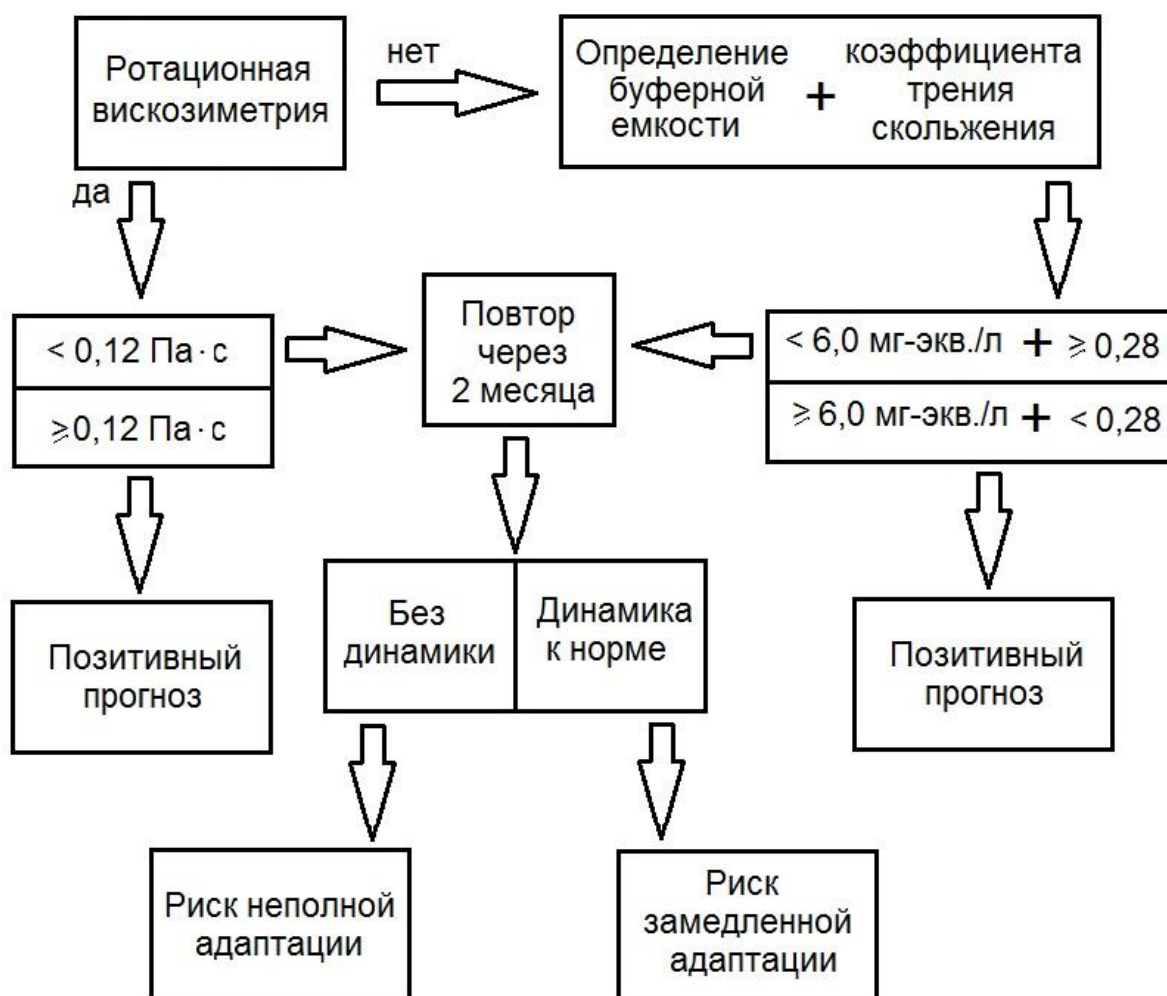 Ротационная
вискозиметрия
нет
Определение
буферной
емкости
+
коэффициента
трения
скольжения
да
< 0,12 Па·с
≥0,12 Па·с
Повтор
через
2 месяца
< 6,0 мг-экв./л + ≥0,28
≥6,0 мг-экв./л + < 0,28
Позитивный
прогноз
Без
динамики
Динамика
к норме
Позитивный
прогноз
Риск неполной
адаптации
Риск
замедленной
адаптации